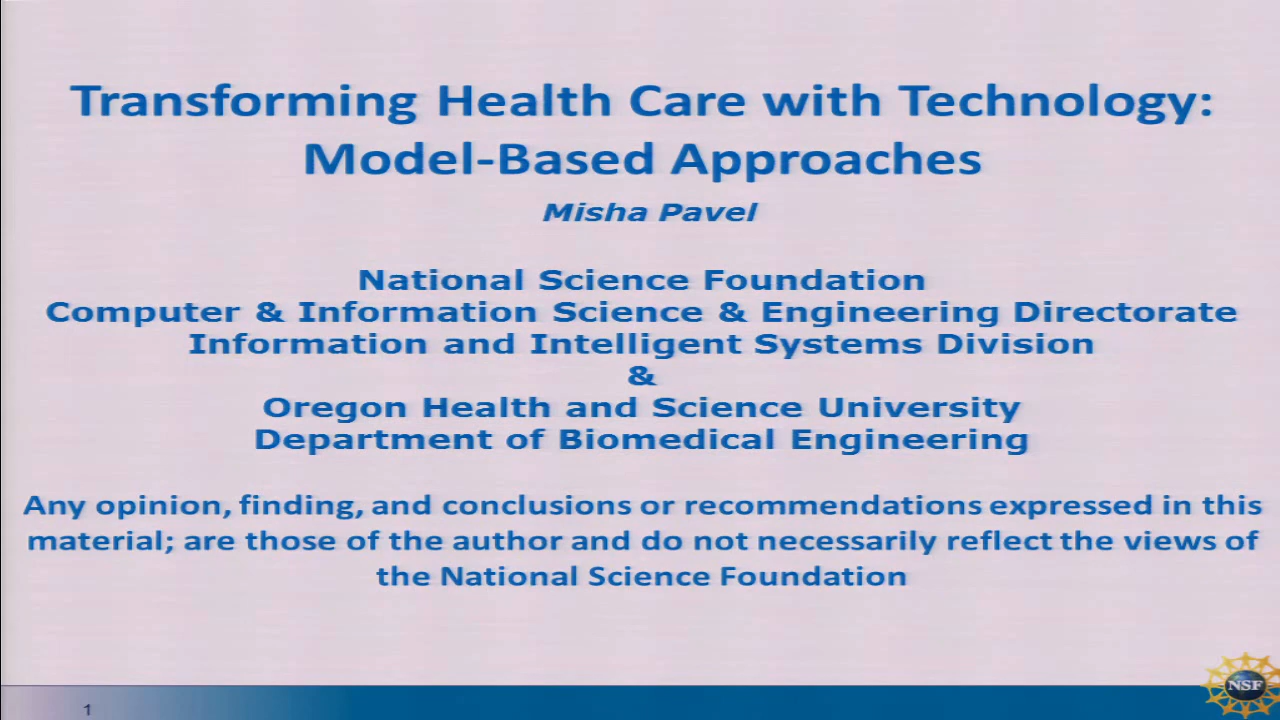 Transforming Health Care with Technology:
Model-Based Approaches
Misha Pavel
National Science Foundation
Computer & Information Science & Engineering Directorate
Information and Intelligent Systems Division
&
Oregon Health and Science University
Department of Biomedical Engineering
Any opinion, finding, and conclusions or recommendations expressed in this
material; are those of the author and do not necessarily reflect the views of
the National Science Foundation
NSF
1